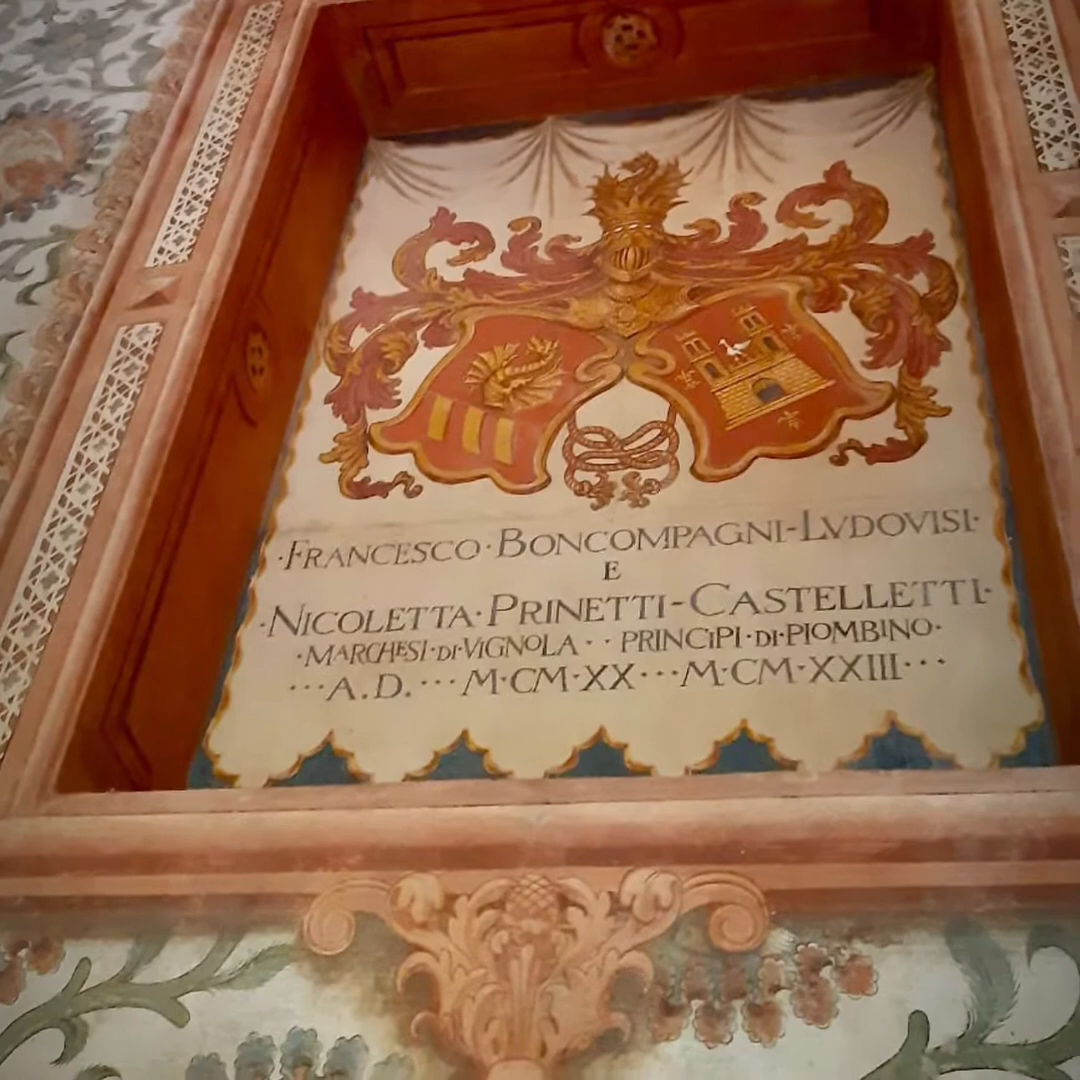 ·FRANCESCO·BONCOMPAGNI-LVDOVISI·
E
·NICOLETTA·PRINETTI-CASTELLETTI·
·MARCHESI·DI·VIGNOLA··PRINCIPI·DI·PIOMBINO·
···A.D.···M·CM·XX···M·CM·XXIII···